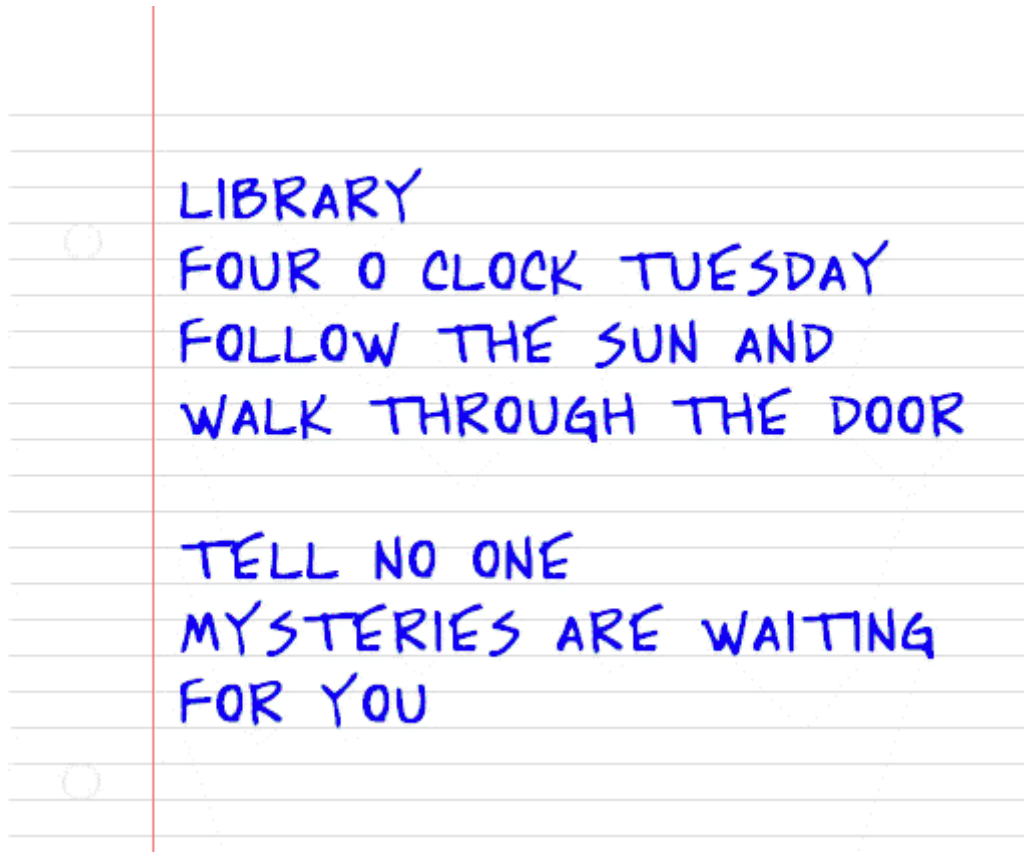 LIBRARY
FOUR O CLOCK TUESDAY
FOLLOW THE SUN AND
WALK THROUGH THE DOOR
TELL NO ONE
MYSTERIES ARE WAITING
FOR YOU